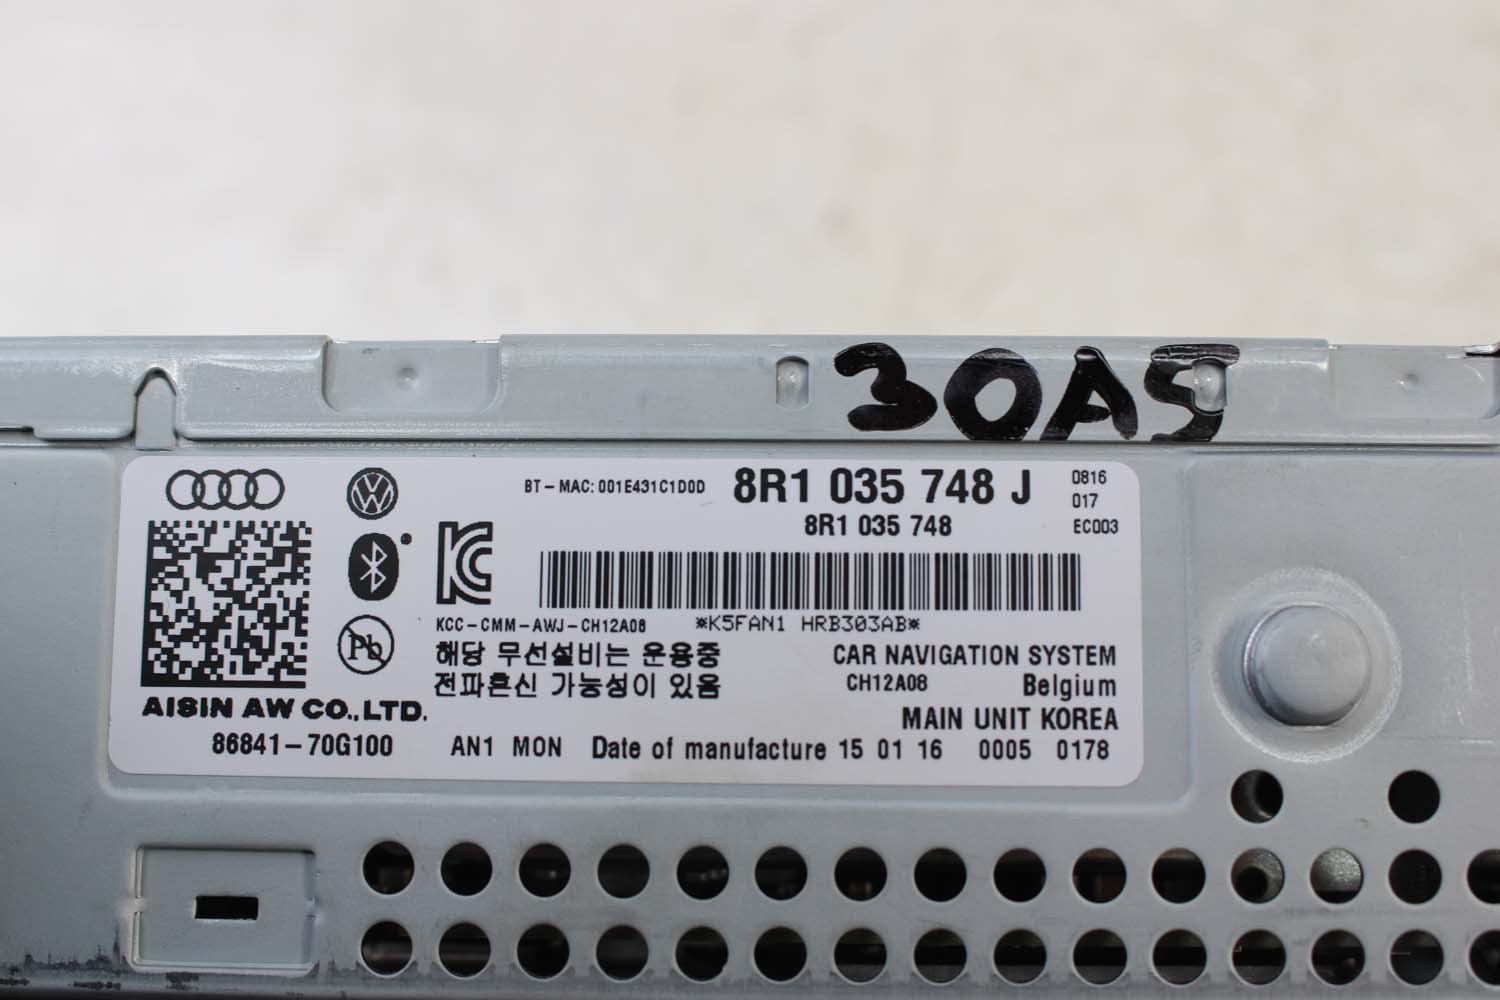 30A5
BT-MAC: 001E431C1D0D
8R1 035 748 J
0816
8R1 035 748
017
EC003
KCC-CMM-AWJ-CH12A08
*K5FAN1 HRB303AB*
해당 무선설비는 운용중
전파혼신 가능성이 있음
CAR NAVIGATION SYSTEM
CH12A08 Belgium
Pb
AISIN AW CO.,LTD.
MAIN UNIT KOREA
86841-70G100
AN1 MON Date of manufacture 15 01 16 0005 0178